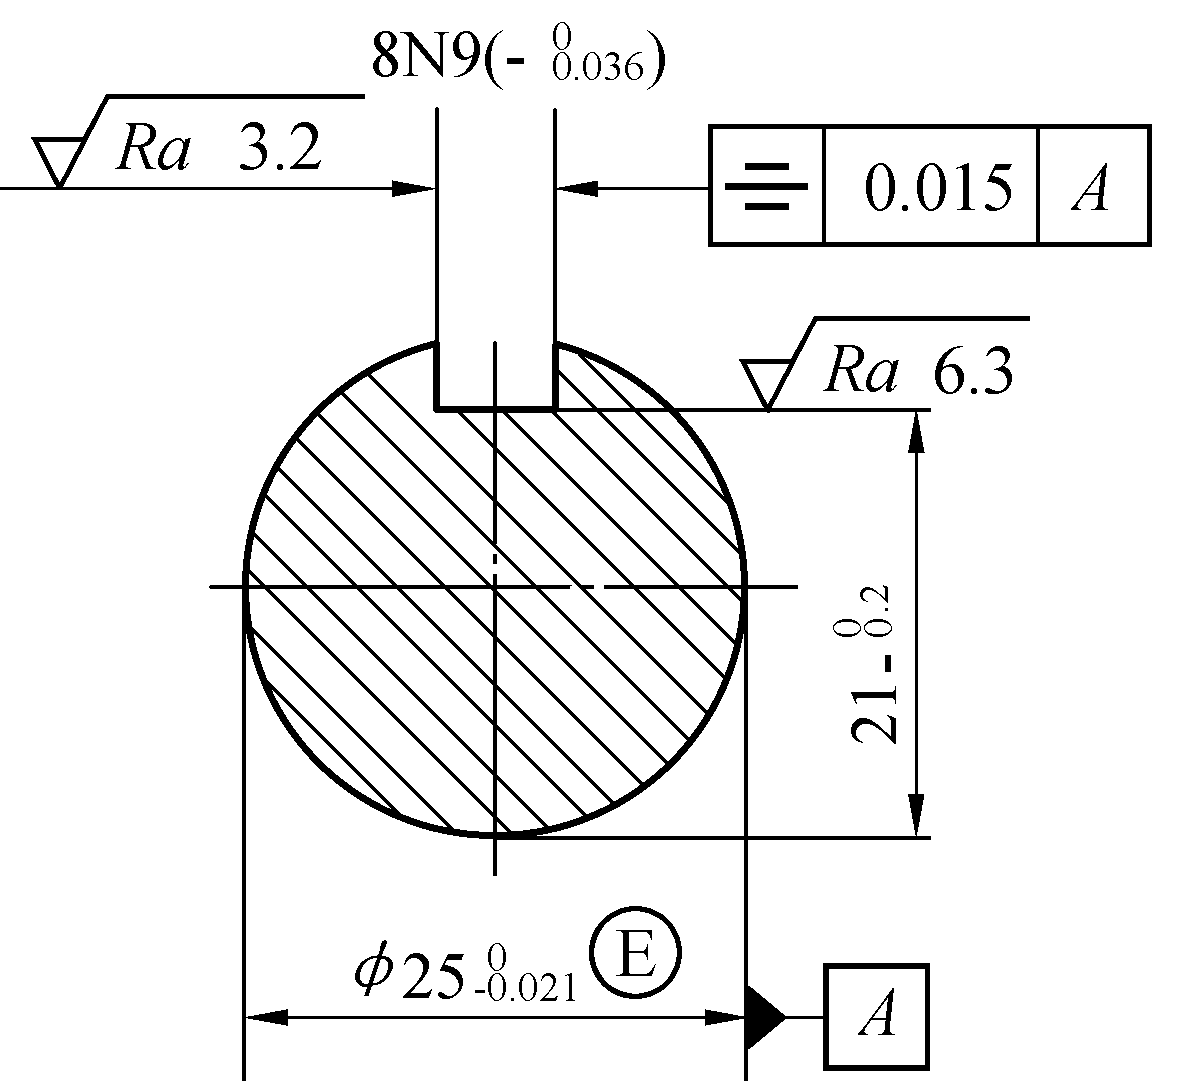 8N9(- 0 0.036)
Ra 3.2
0.015 A
Ra 6.3
21- 0 0.2
ϕ25 0 -0.021 E
A